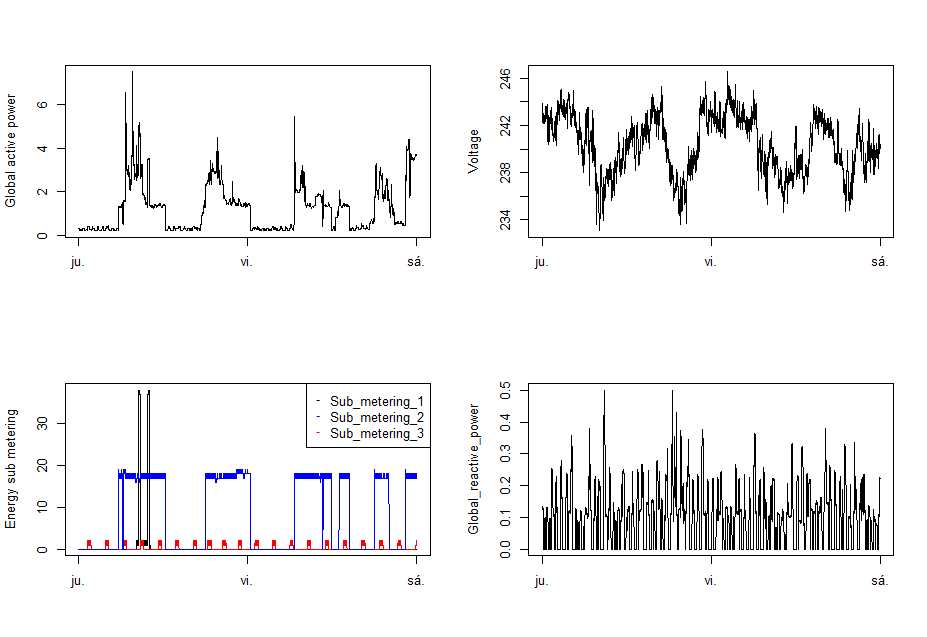 Global active power
0 2 4 6
ju. vi. sá.
Voltage
234 238 242 246
ju. vi. sá.
Energy sub metering
0 10 20 30
Sub_metering_1
Sub_metering_2
Sub_metering_3
ju. vi. sá.
Global_reactive_power
0.0 0.1 0.2 0.3 0.4 0.5
ju. vi. sá.